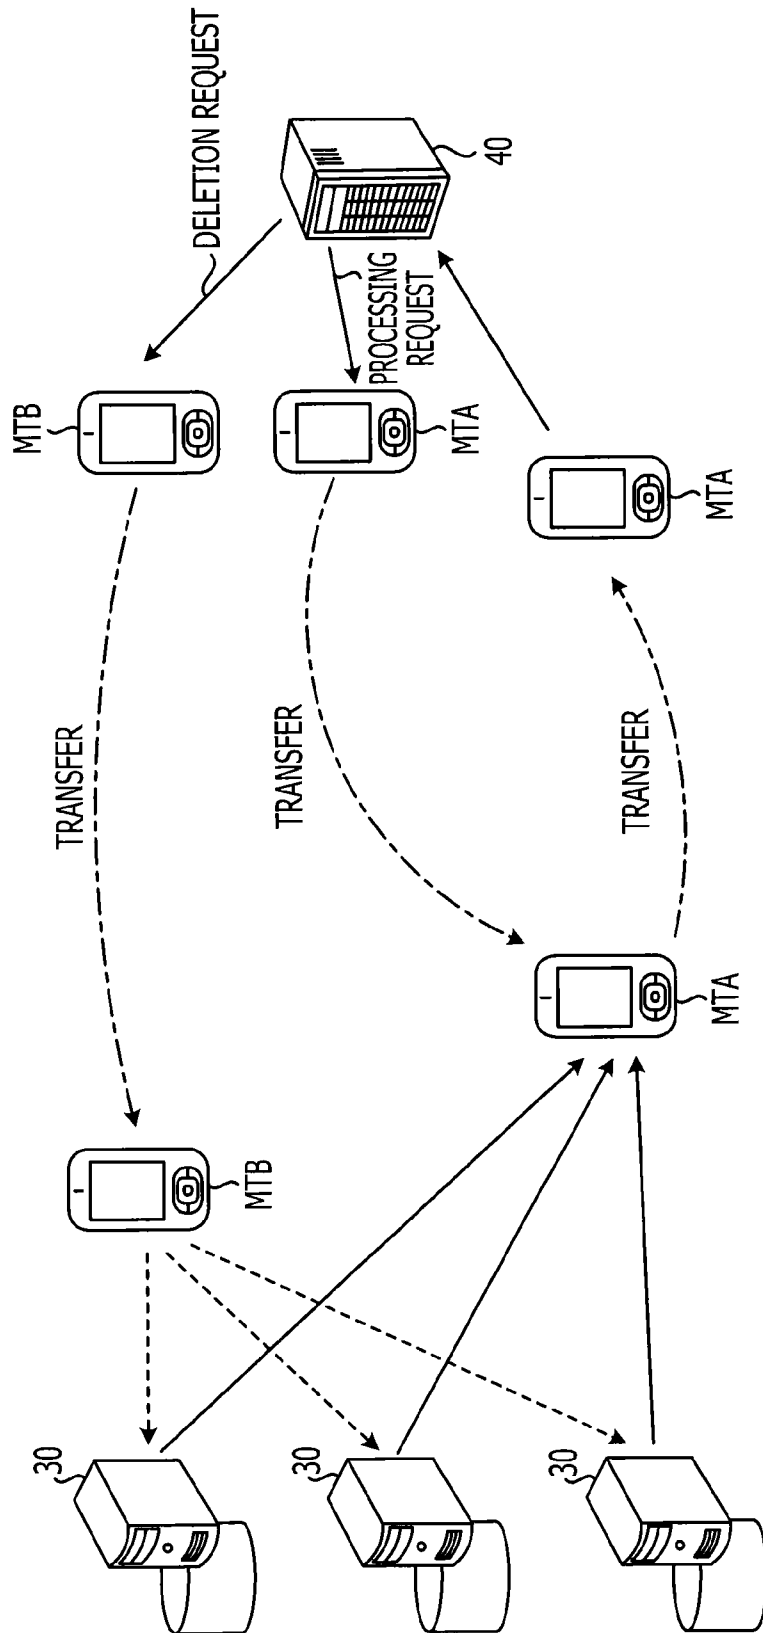 DELETION REQUEST
40
PROCESSING
REQUEST
MTB
MTA
MTA
TRANSFER
TRANSFER
TRANSFER
MTB
MTA
30
30
30